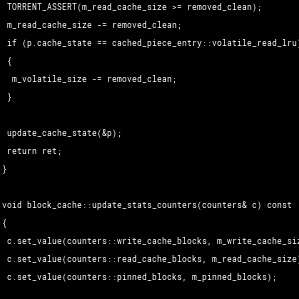 TORRENT_ASSERT(m_read_cache_size >= removed_clean);
m_read_cache_size -= removed_clean;
if (p.cache_state == cached_piece_entry::volatile_read_lru)
{
m_volatile_size -= removed_clean;
}
update_cache_state(&p);
return ret;
}
void block_cache::update_stats_counters(counters& c) const
{
c.set_value(counters::write_cache_blocks, m_write_cache_siz
c.set_value(counters::read_cache_blocks, m_read_cache_size)
c.set_value(counters::pinned_blocks, m_pinned_blocks);